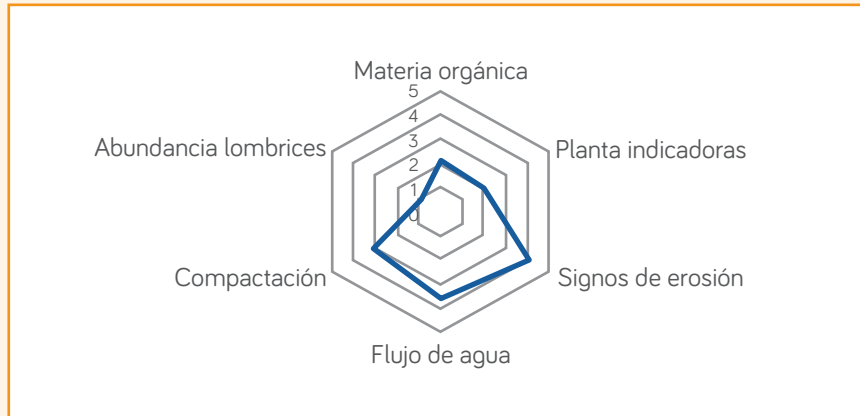 Materia orgánica
5
4
3
2
1
0
Abundancia lombrices
Planta indicadoras
Compactación
Signos de erosión
Flujo de agua